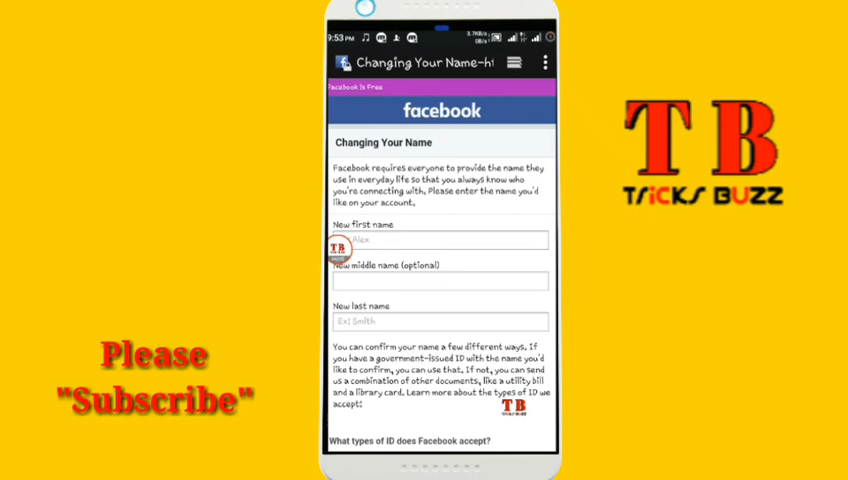 9:53 PM
3.7KB/s
0B/s
Changing Your Name-h
Facebook Is Free
facebook
Changing Your Name
Facebook requires everyone to provide the name they
use in everyday life so that you always know who
you're connecting with. Please enter the name you'd
like on your account.
New first name
Alex
TB
New middle name (optional)
New last name
Ex: Smith
You can confirm your name a few different ways. If
you have a government-issued ID with the name you'd
like to confirm, you can use that. If not, you can send
us a combination of other documents, like a utility bill
and a library card. Learn more about the types of ID we
accept:
TB
TRICKS BUZZ
What types of ID does Facebook accept?
TB
TRiCKS BUZZ
Please
"Subscribe"